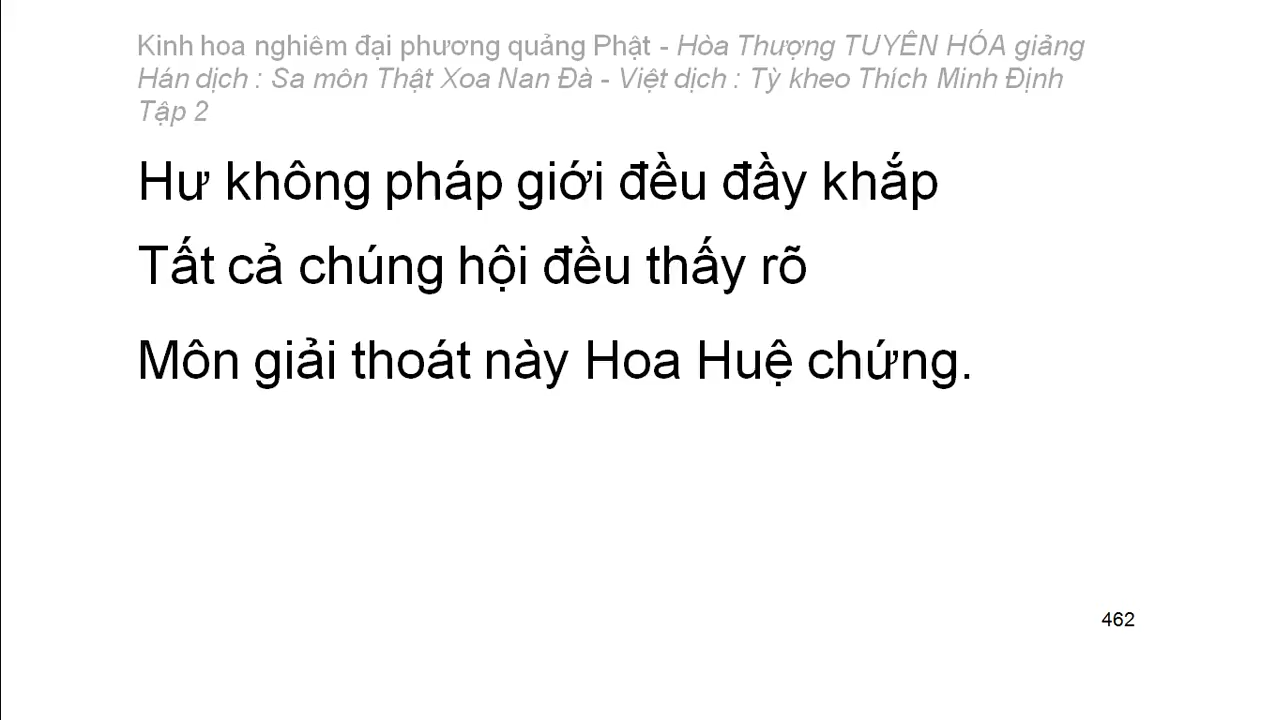 Kinh hoa nghiêm đại phương quảng Phật - Hòa Thượng TUYÊN HÓA giảng
Hán dịch : Sa môn Thật Xoa Nan Đà - Việt dịch : Tỳ kheo Thích Minh Định
Tập 2
Hư không pháp giới đều đầy khắp
Tất cả chúng hội đều thấy rõ
Môn giải thoát này Hoa Huệ chứng.
462